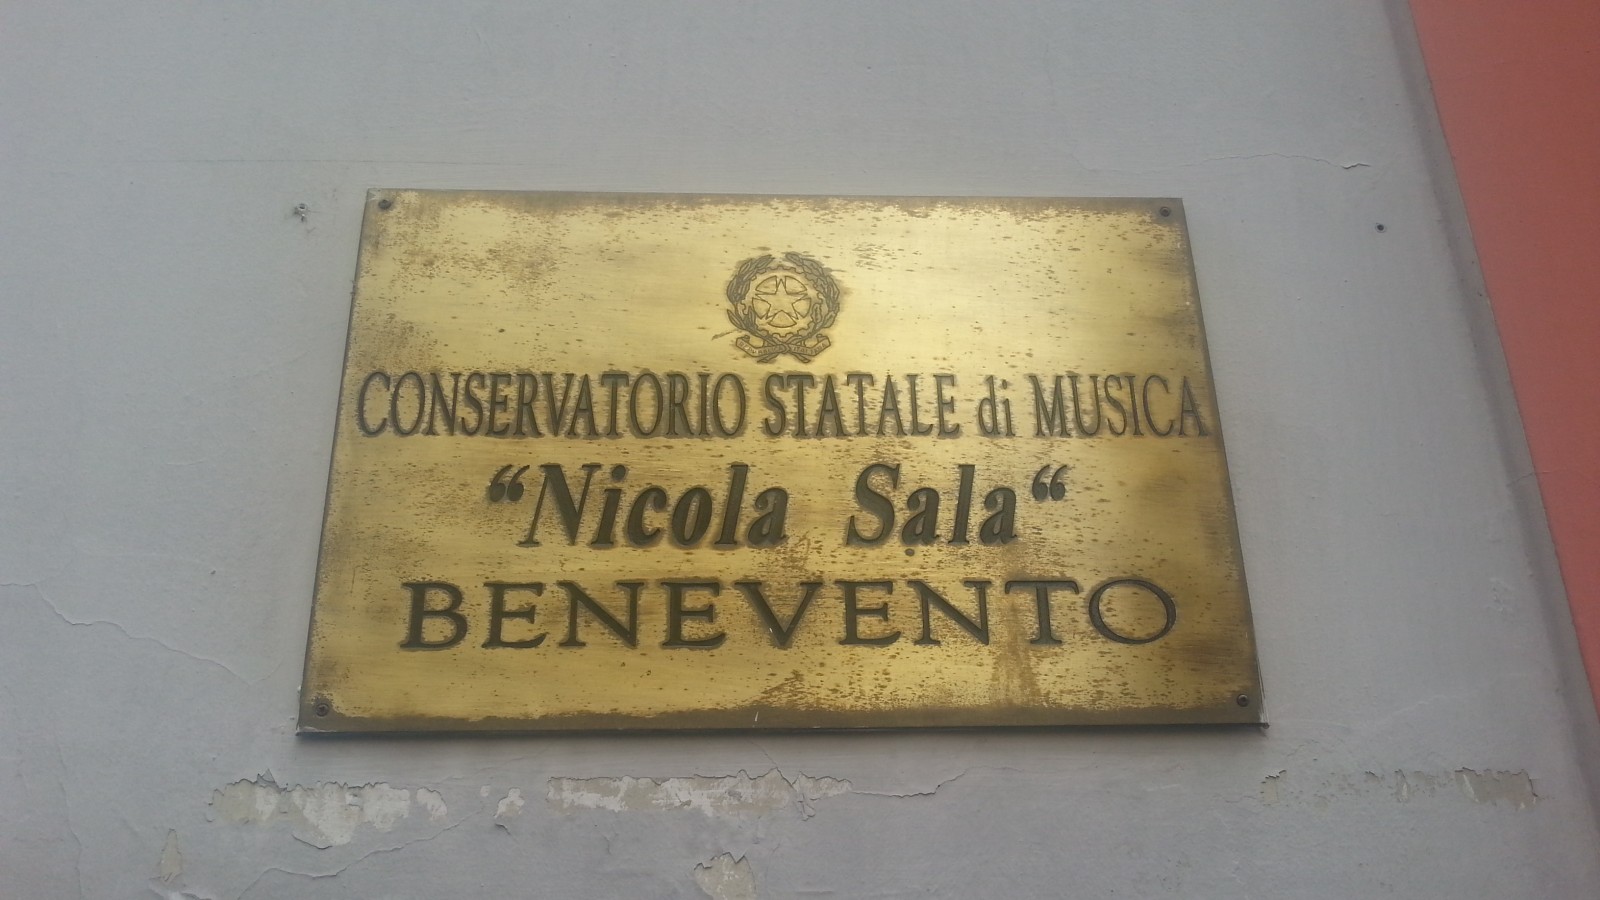 CONSERVATORIO STATALE di MUSICA
“Nicola Sala“
BENEVENTO